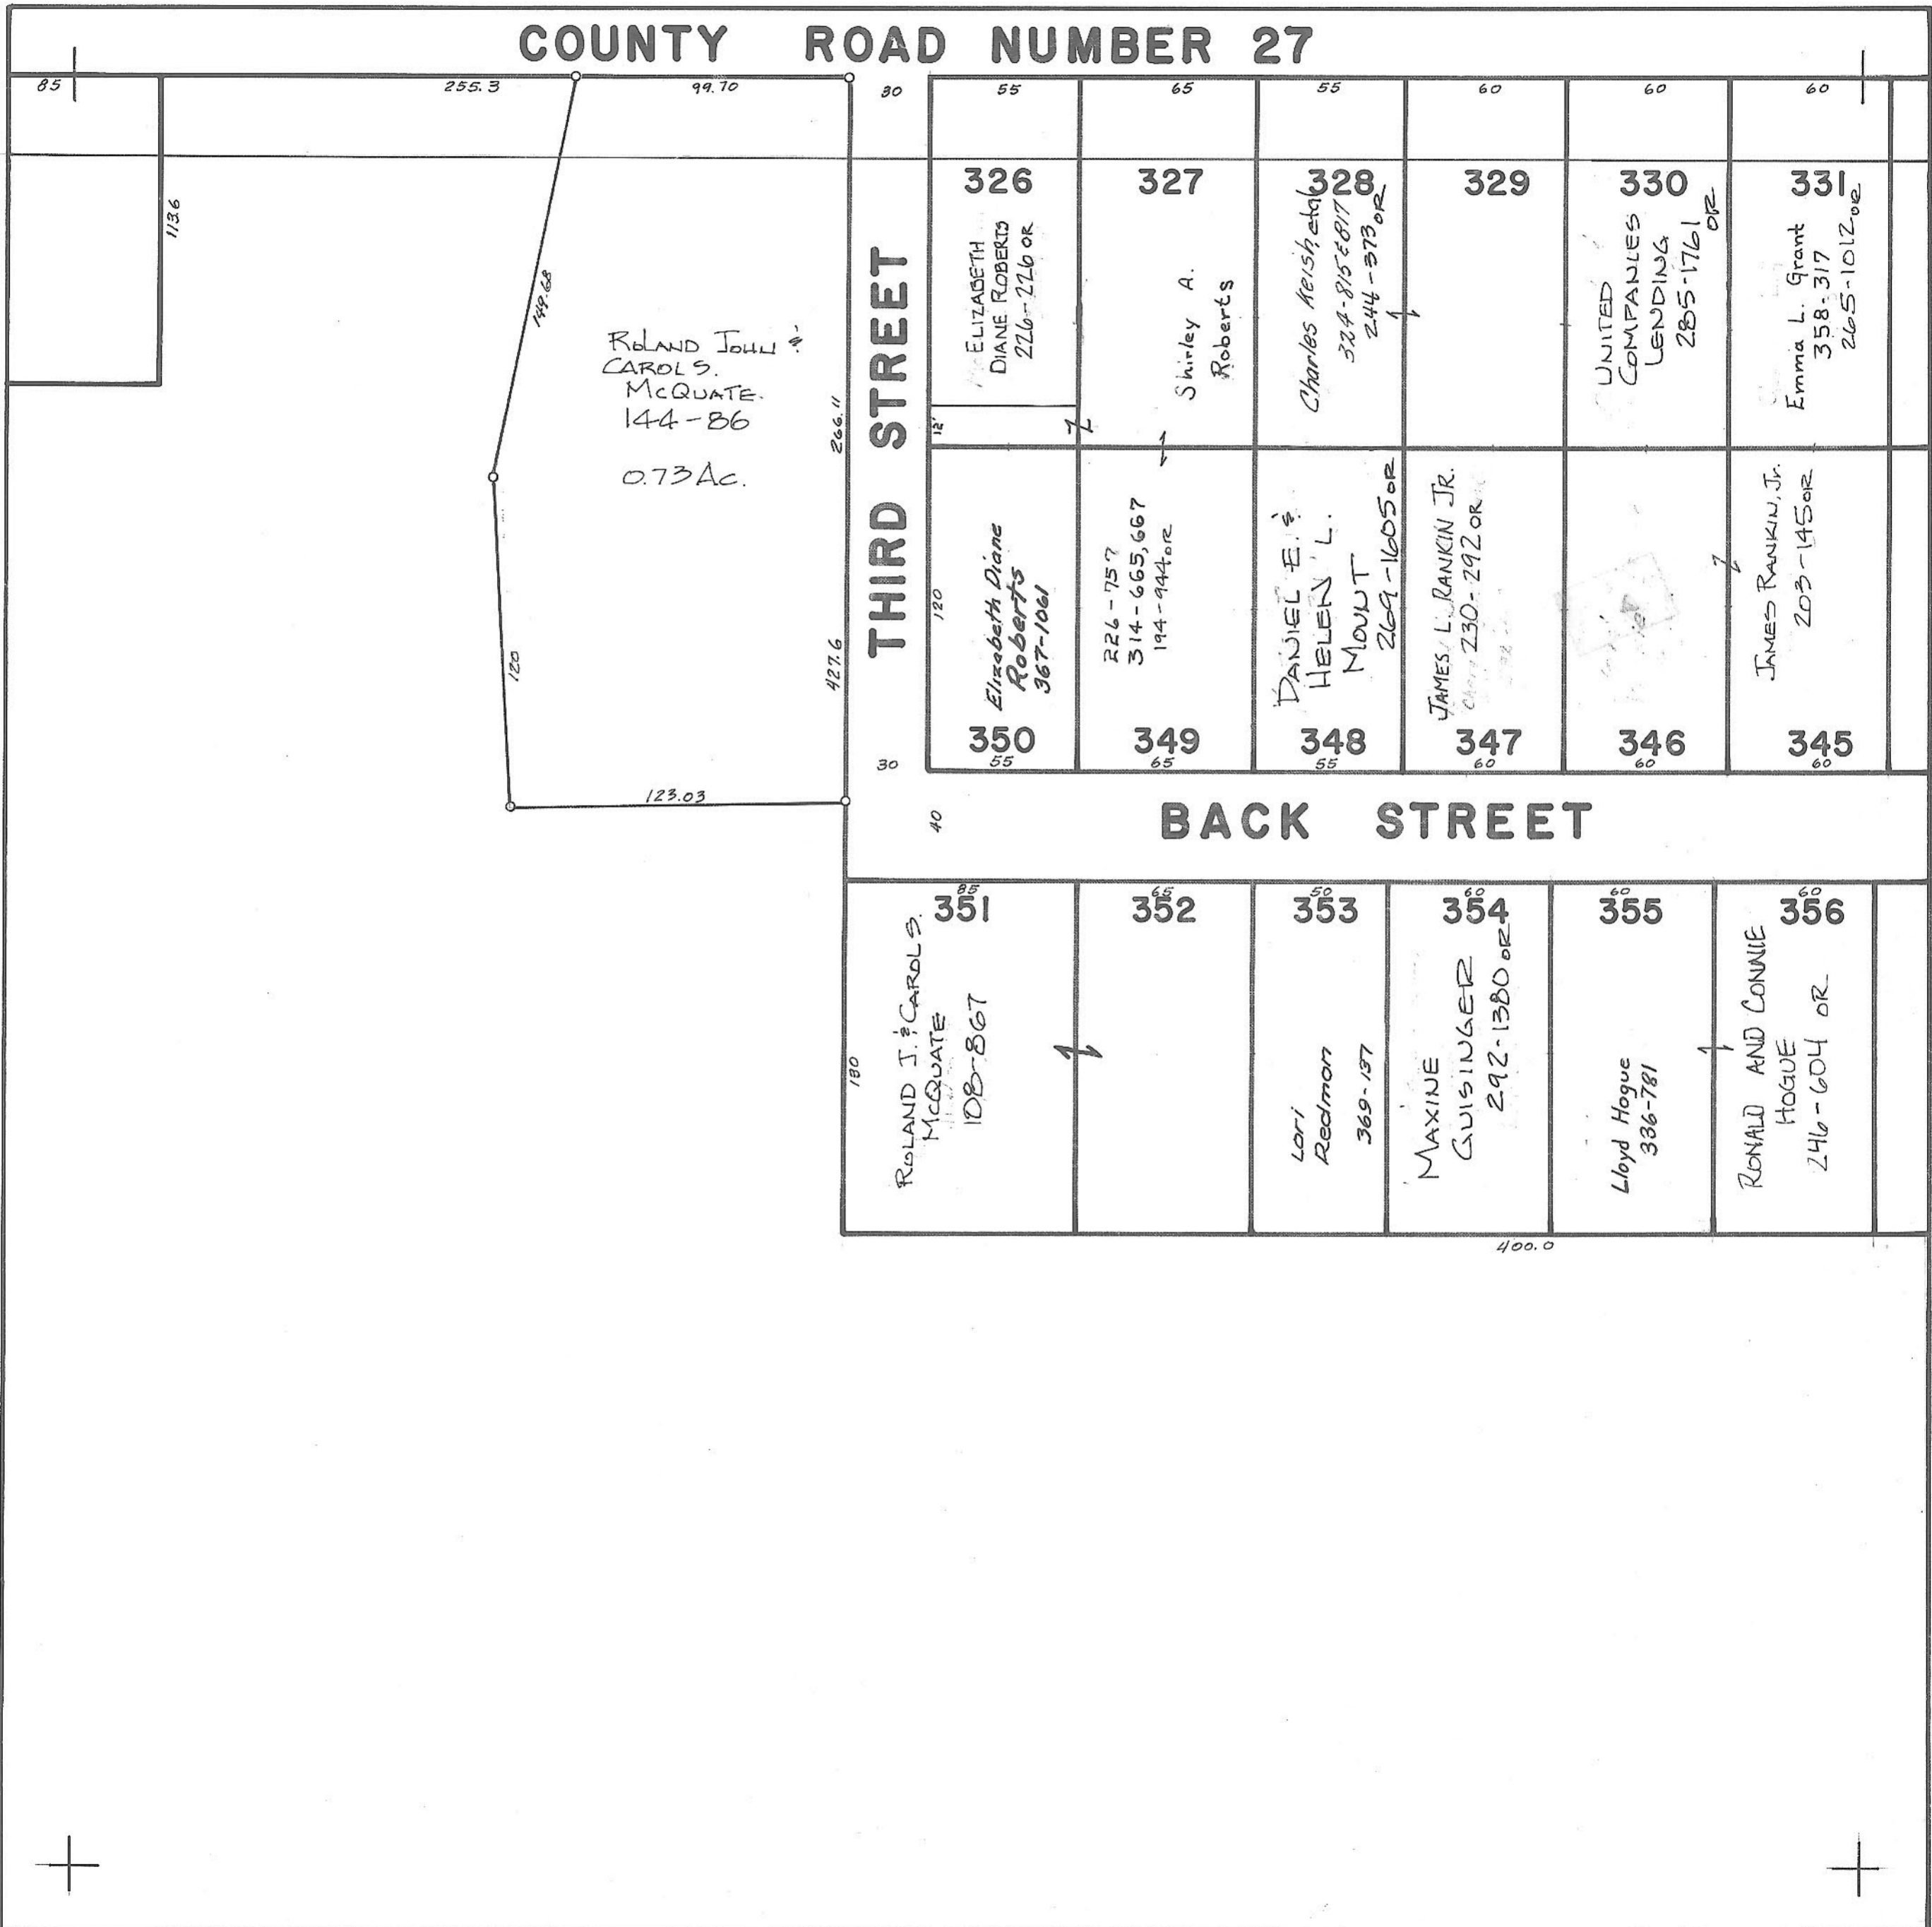 COUNTY ROAD NUMBER 27
85
255.3
99.70
30
55
65
55
60
60
60
113.6
149.68
ROLAND JOHN &
CAROL S.
McQUATE
144-86
0.73 Ac.
266.11
427.6
120
123.03
THIRD STREET
326
ELIZABETH
DIANE ROBERTS
226-226 OR
12'
327
Shirley A.
Roberts
328
Charles Keish, etal
324-815 & 817
244-373 OR
329
330
UNITED
COMPANIES
LENDING
285-1761
OR
331
Emma L. Grant
358-317
265-1012 OR
120
Elizabeth Diane
Roberts
367-1061
350
55
226-757
314-665,667
194-944 OR
349
65
DANIEL E. &
HELEN L.
MOUNT
269-1605 OR
348
55
JAMES L. RANKIN JR.
230-292 OR
347
60
346
60
JAMES RANKIN, Jr.
203-145 OR
345
60
30
40
BACK STREET
85
351
ROLAND J. & CAROL S.
McQUATE
108-867
130
65
352
50
353
Lori
Redmon
369-137
60
354
MAXINE
QUISINGER
292-1380 OR
60
355
Lloyd Hogue
336-781
60
356
RONALD AND CONNIE
HOGUE
246-604 OR
400.0